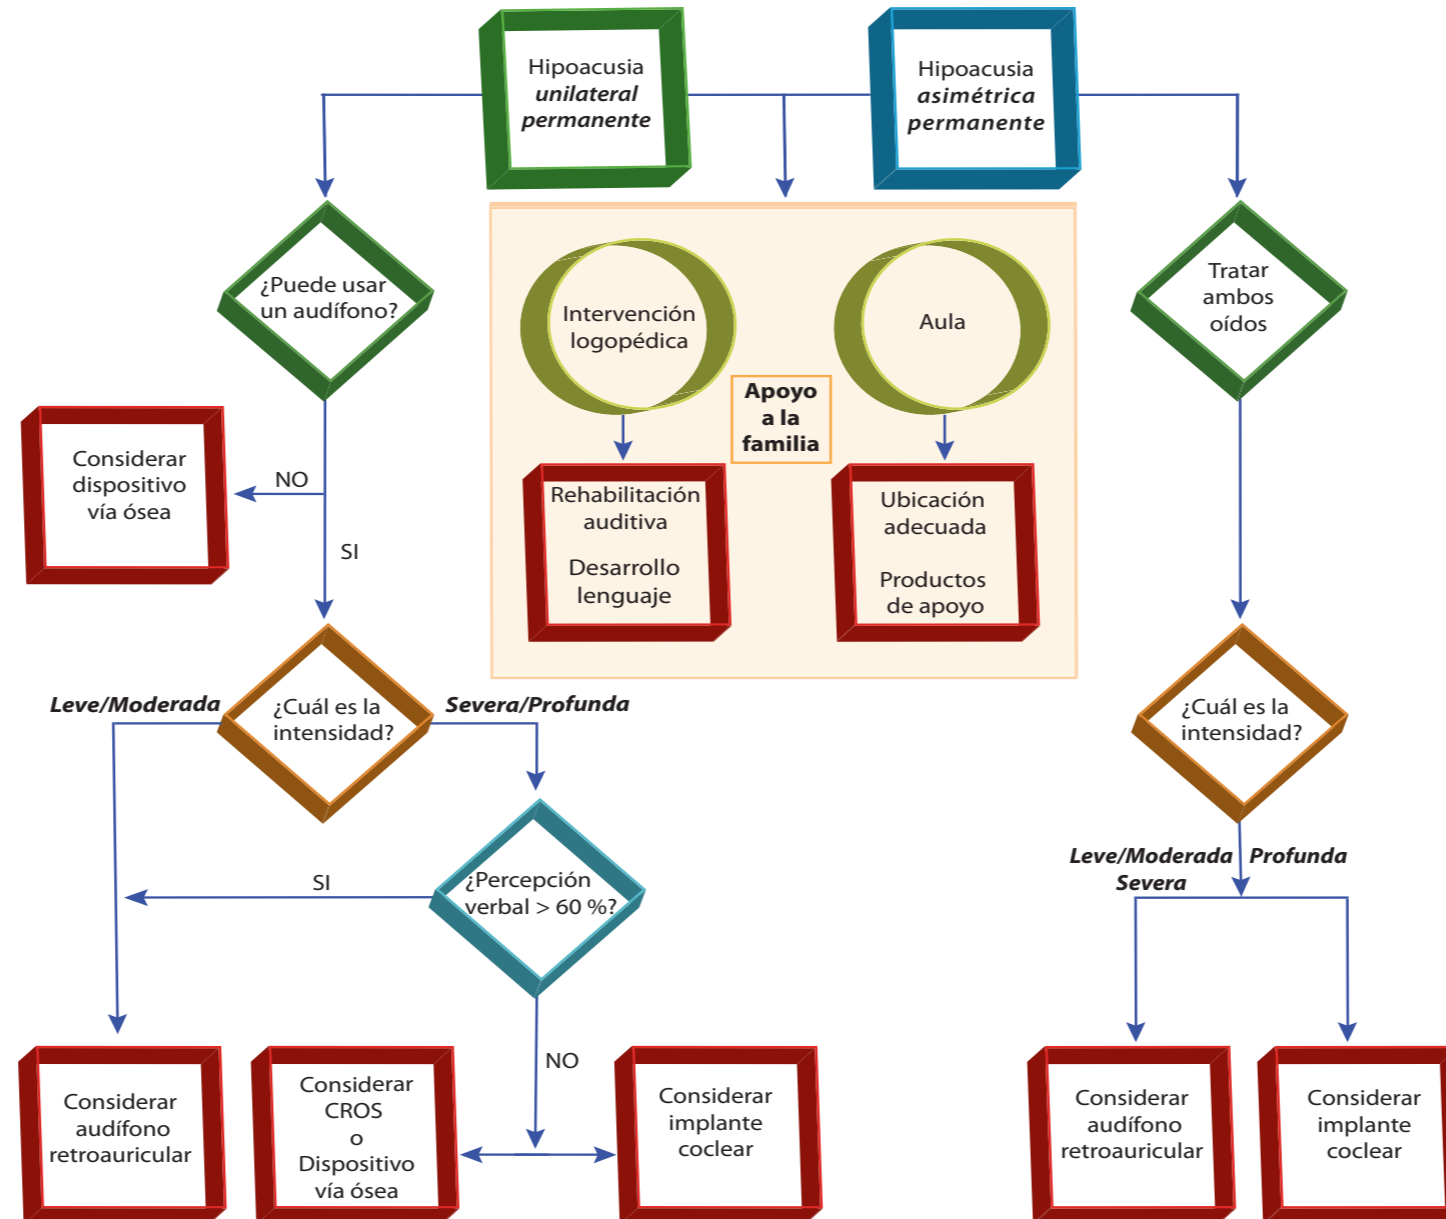 Hipoacusia
unilateral
permanente
Hipoacusia
asimétrica
permanente
¿Puede usar
un audífono?
Intervención
logopédica
Aula
Tratar
ambos
oídos
Apoyo
a la
familia
Considerar
dispositivo
vía ósea
NO
SI
Rehabilitación
auditiva
Desarrollo
lenguaje
Ubicación
adecuada
Productos
de apoyo
Leve/Moderada
¿Cuál es la
intensidad?
Severa/Profunda
¿Cuál es la
intensidad?
SI
¿Percepción
verbal > 60 %?
Leve/Moderada
Severa
Profunda
NO
Considerar
audífono
retroauricular
Considerar
CROS
o
Dispositivo
vía ósea
Considerar
implante
coclear
Considerar
audífono
retroauricular
Considerar
implante
coclear